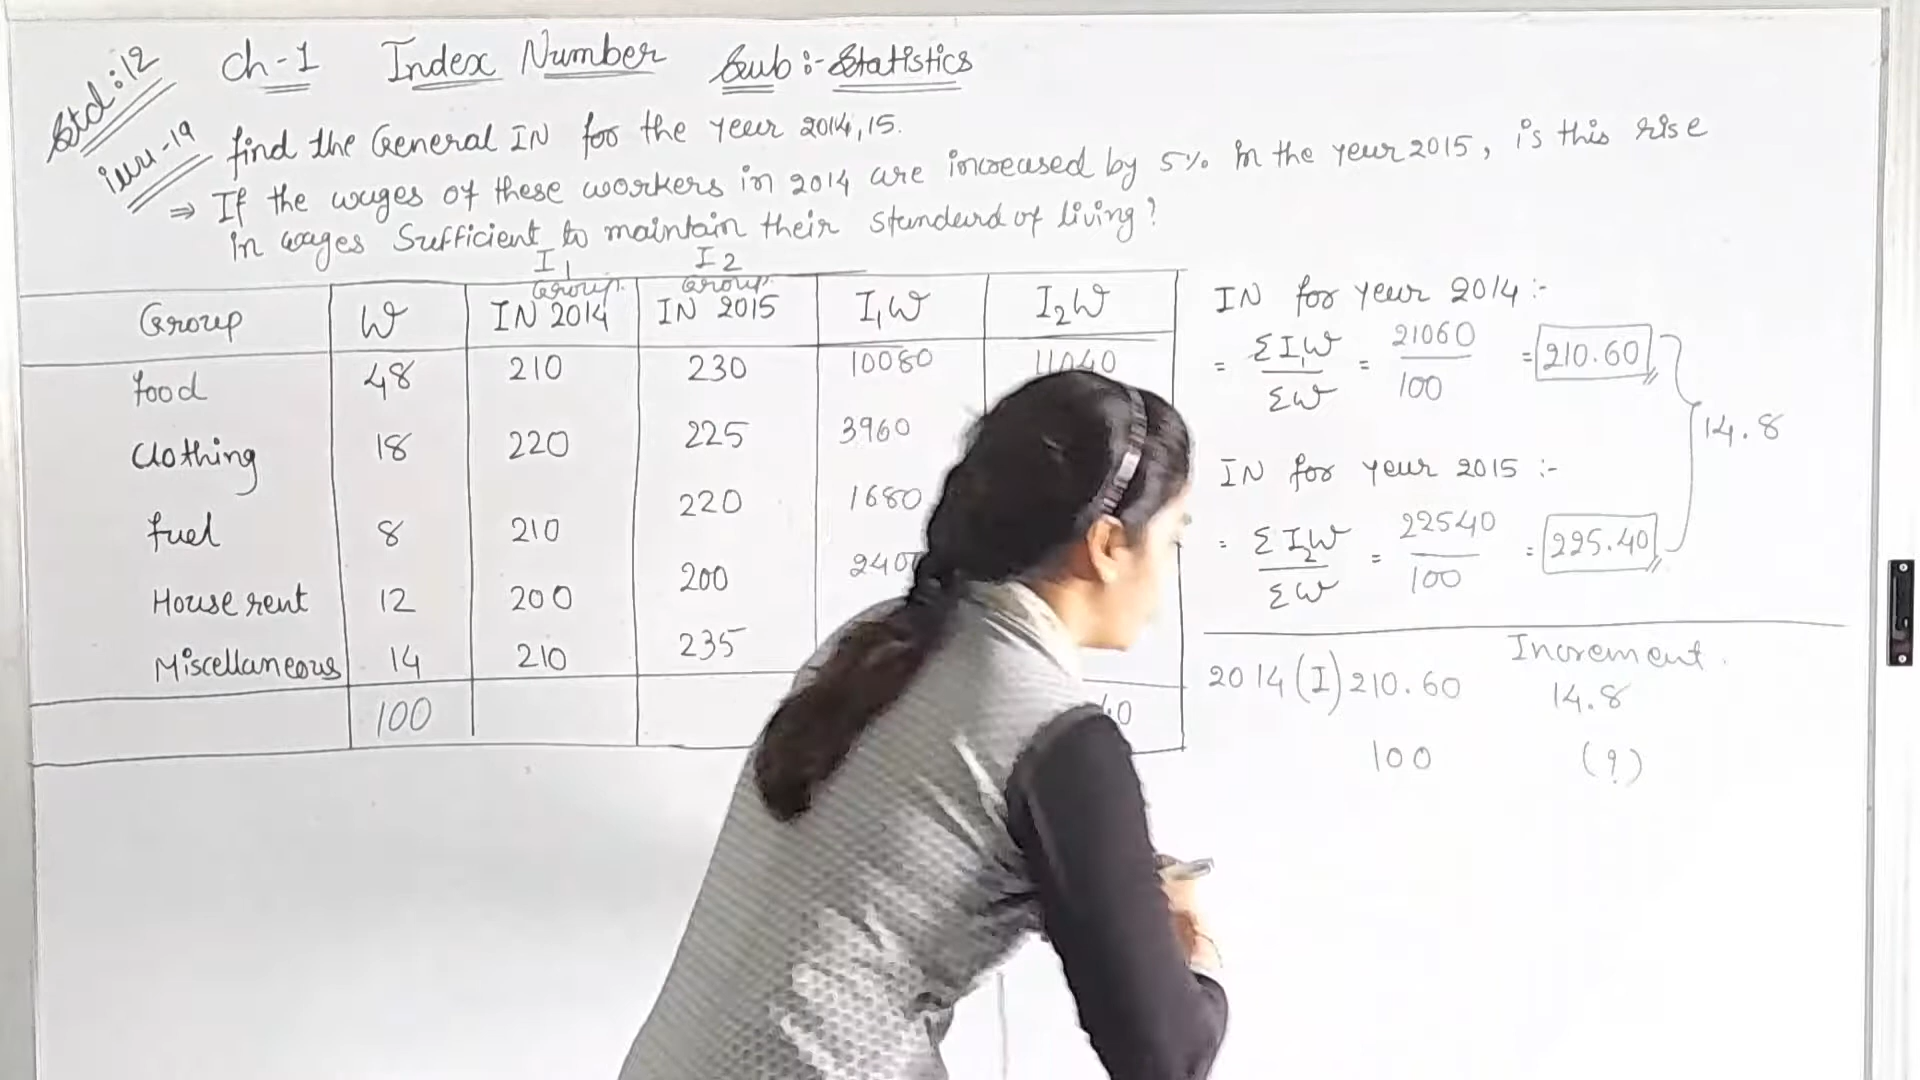 Std:12 Ch-1 Index Number Sub:-Statistics
illu-19 find the General IN for the year 2014,15.
⇒ If the wages of these workers in 2014 are increased by 5% in the year 2015, is this rise
in wages Sufficient to maintain their standard of living?
I1 I2
Group W Group IN 2014 Group IN 2015 I1W I2W
food 48 210 230 10080 11040
Clothing 18 220 225 3960
fuel 8 210 220 1680
House rent 12 200 200 240
Miscellaneous 14 210 235
100 40
IN for year 2014:-
= ΣI1W / ΣW = 21060 / 100 = 210.60
14.8
IN for year 2015:-
= ΣI2W / ΣW = 22540 / 100 = 225.40
Increment.
2014(I) 210.60 14.8
100 (?)